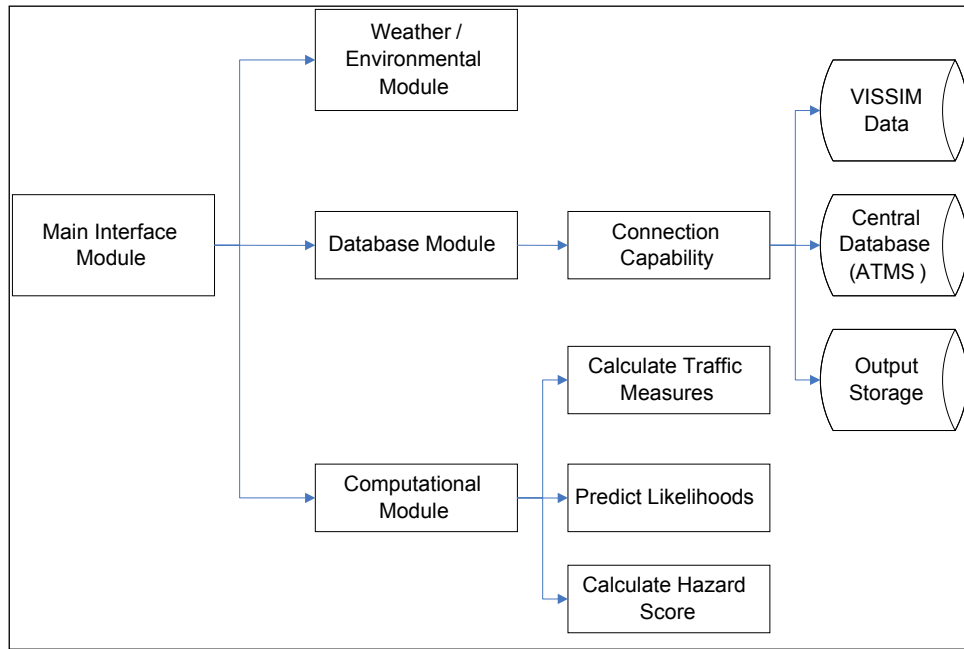 Weather /
Environmental
Module
VISSIM
Data
Main Interface
Module
Database Module
Connection
Capability
Central
Database
(ATMS )
Calculate Traffic
Measures
Output
Storage
Computational
Module
Predict Likelihoods
Calculate Hazard
Score